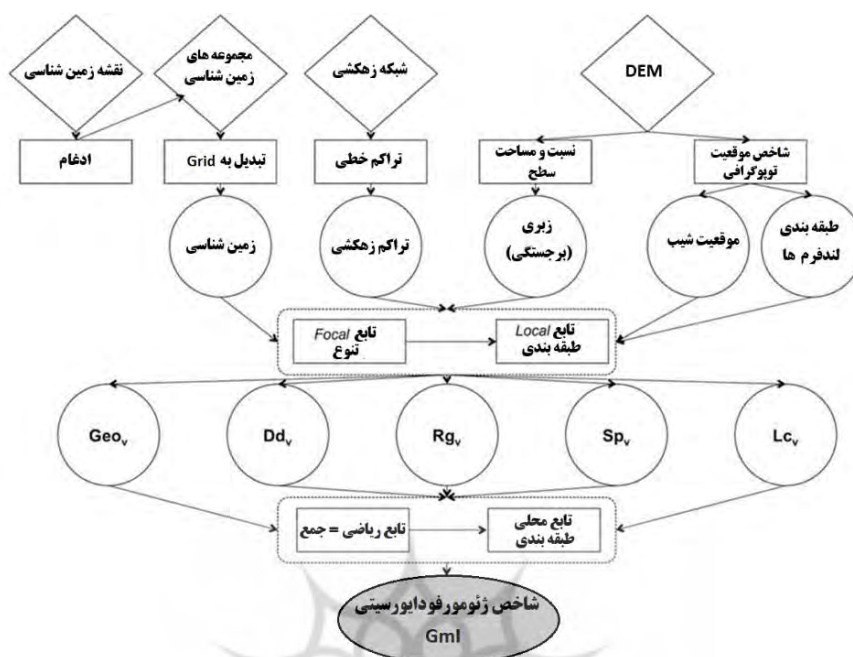 نقشه زمین شناسی
مجموعه های
زمین شناسی
شبکه زهکشی
DEM
ادغام
تبدیل به Grid
تراکم خطی
نسبت و مساحت
سطح
شاخص موقعیت
توپوگرافی
زمین شناسی
تراکم زهکشی
زبری
(برجستگی)
موقعیت شیب
طبقه بندی
لندفرم ها
تابع Focal
تنوع
تابع Local
طبقه بندی
Geov
Ddv
Rgv
Spv
Lcv
تابع ریاضی = جمع
تابع محلی
طبقه بندی
شاخص ژئومورفودایورسیتی
GmI